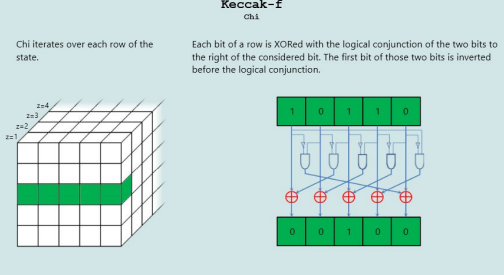 Keccak-f
Chi
Chi iterates over each row of the
state.
Each bit of a row is XORed with the logical conjunction of the two bits to
the right of the considered bit. The first bit of those two bits is inverted
before the logical conjunction.
z=4
z=3
z=2
z=1
1 0 1 1 0
0 0 1 0 0